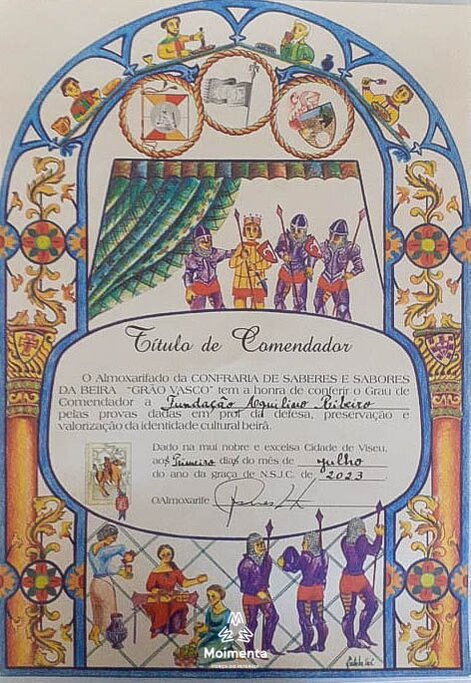 Título de Comendador
O Almoxarifado da CONFRARIA DE SABERES E SABORES
DA BEIRA "GRÃO VASCO" tem a honra de conferir o Grau de
Comendador a Fundação Aquilino Ribeiro
pelas provas dadas em prol da defesa, preservação e
valorização da identidade cultural beirã.
Dado na mui nobre e excelsa Cidade de Viseu,
aos Primeiro dias do mês de julho
do ano da graça de N.S.J.C. de 2023
O Almoxarife
Moimenta